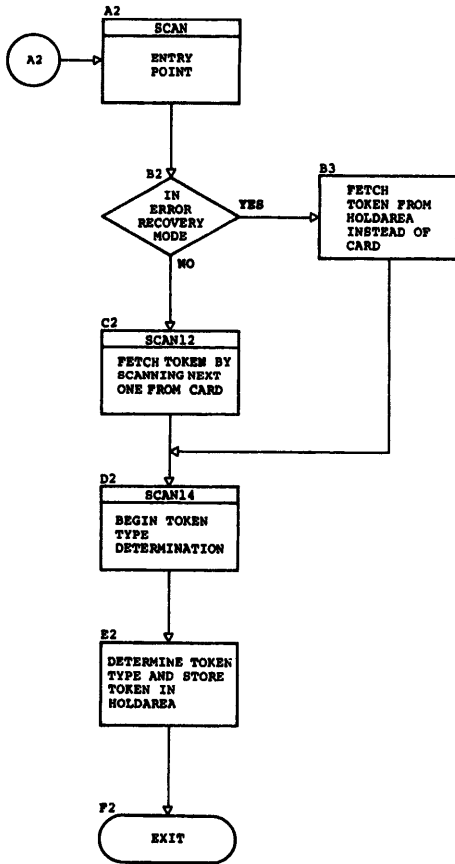 A2
SCAN
A2
ENTRY
POINT
B2
B3
IN
ERROR
RECOVERY
MODE
YES
NO
FETCH
TOKEN FROM
HOLDAREA
INSTEAD OF
CARD
C2
SCAN12
FETCH TOKEN BY
SCANNING NEXT
ONE FROM CARD
D2
SCAN14
BEGIN TOKEN
TYPE
DETERMINATION
E2
DETERMINE TOKEN
TYPE AND STORE
TOKEN IN
HOLDAREA
F2
EXIT